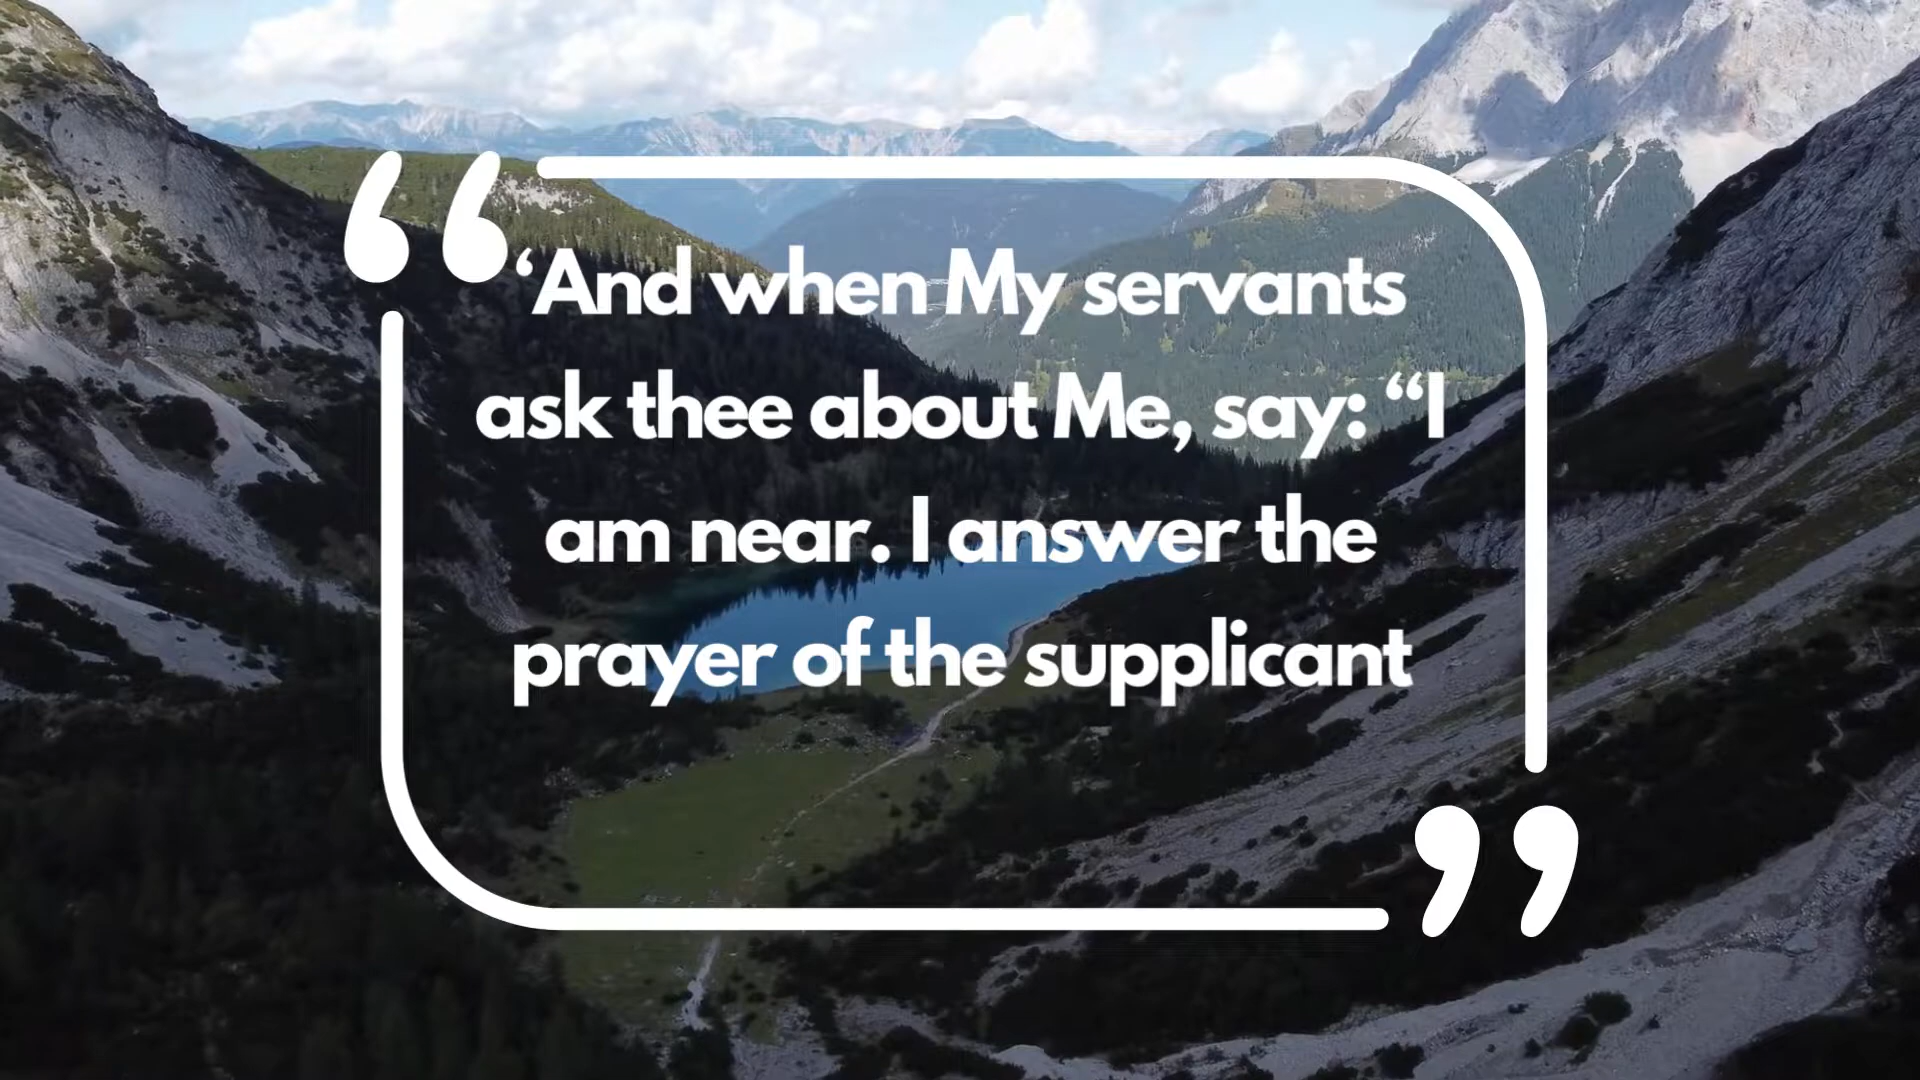 ‘And when My servants
ask thee about Me, say: “I
am near. I answer the
prayer of the supplicant